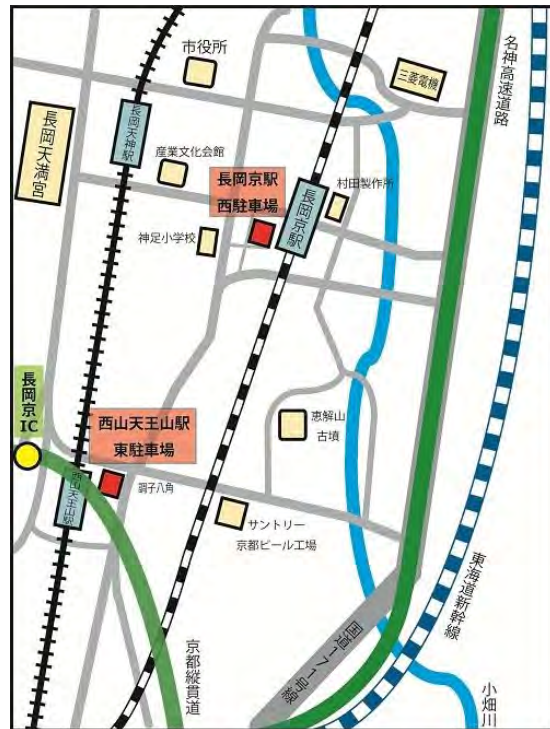 市役所
三菱電機
名神高速道路
長岡天満宮
長岡天神駅
産業文化会館
長岡京駅
西駐車場
長岡京駅
村田製作所
神足小学校
長岡京
IC
西山天王山駅
東駐車場
恵解山
古墳
西山天王山駅
調子八角
サントリー
京都ビール工場
東海道新幹線
国道171号線
京都縦貫道
小畑川